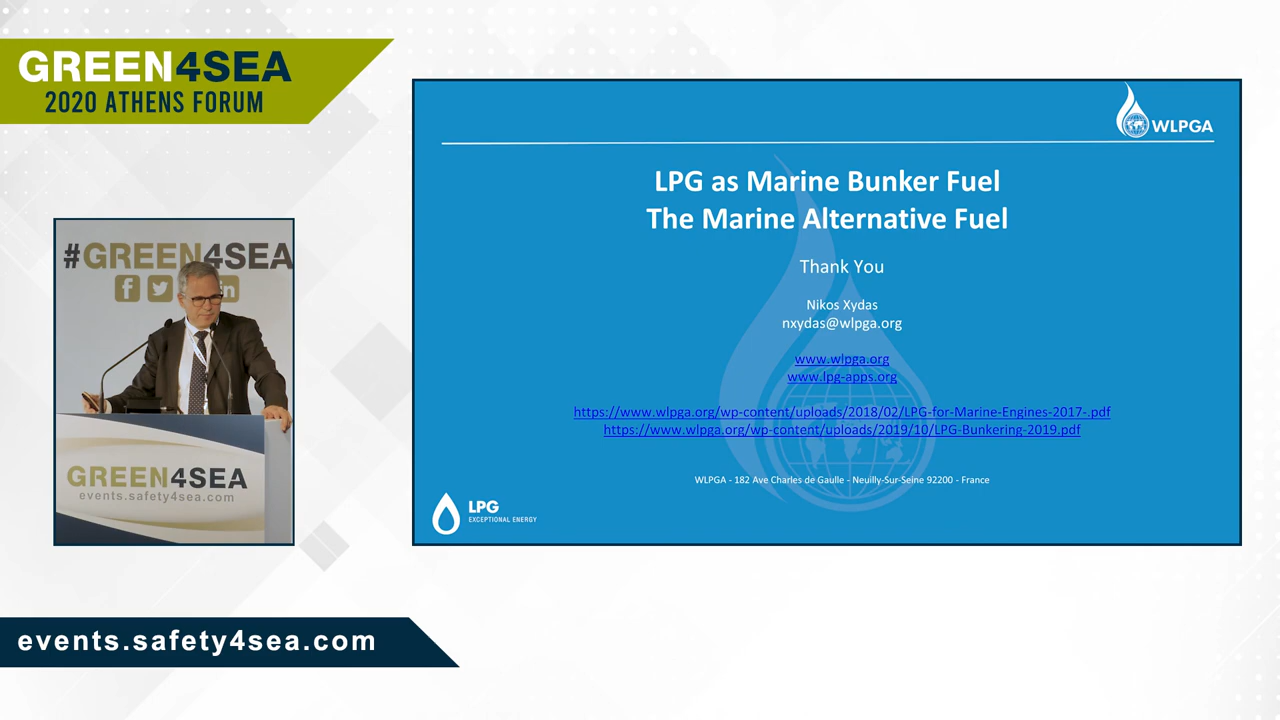 GREEN4SEA
2020 ATHENS FORUM
WLPGA
LPG as Marine Bunker Fuel
The Marine Alternative Fuel
Thank You
Nikos Xydas
nxydas@wlpga.org
www.wlpga.org
www.lpg-apps.org
https://www.wlpga.org/wp-content/uploads/2018/02/LPG-for-Marine-Engines-2017-.pdf
https://www.wlpga.org/wp-content/uploads/2019/10/LPG-Bunkering-2019.pdf
WLPGA - 182 Ave Charles de Gaulle - Neuilly-Sur-Seine 92200 - France
LPG
EXCEPTIONAL ENERGY
#GREEN4SEA
GREEN4SEA
events.safety4sea.com
events.safety4sea.com